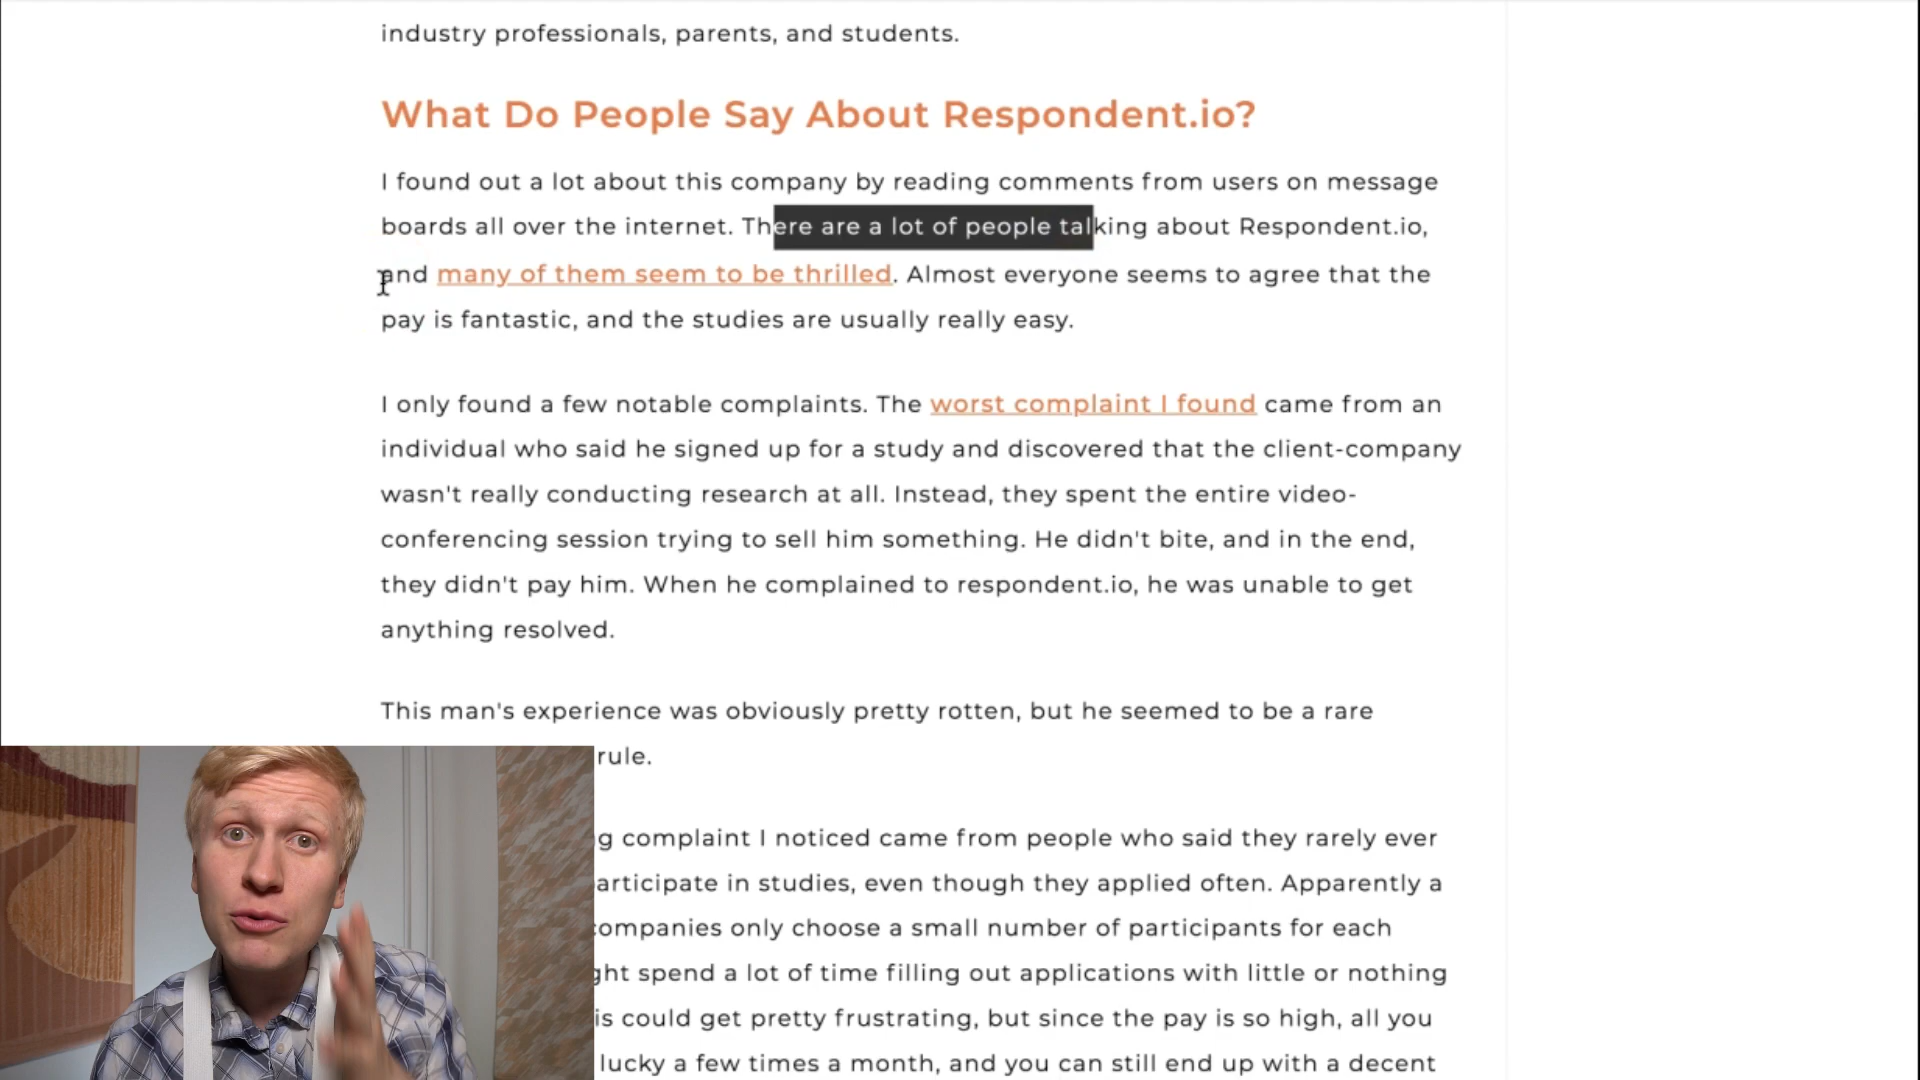 industry professionals, parents, and students.
What Do People Say About Respondent.io?
I found out a lot about this company by reading comments from users on message
boards all over the internet. There are a lot of people talking about Respondent.io,
and many of them seem to be thrilled. Almost everyone seems to agree that the
pay is fantastic, and the studies are usually really easy.
I only found a few notable complaints. The worst complaint I found came from an
individual who said he signed up for a study and discovered that the client-company
wasn't really conducting research at all. Instead, they spent the entire video-
conferencing session trying to sell him something. He didn't bite, and in the end,
they didn't pay him. When he complained to respondent.io, he was unable to get
anything resolved.
This man's experience was obviously pretty rotten, but he seemed to be a rare
rule.
g complaint I noticed came from people who said they rarely ever
articipate in studies, even though they applied often. Apparently a
companies only choose a small number of participants for each
ght spend a lot of time filling out applications with little or nothing
is could get pretty frustrating, but since the pay is so high, all you
lucky a few times a month, and you can still end up with a decent